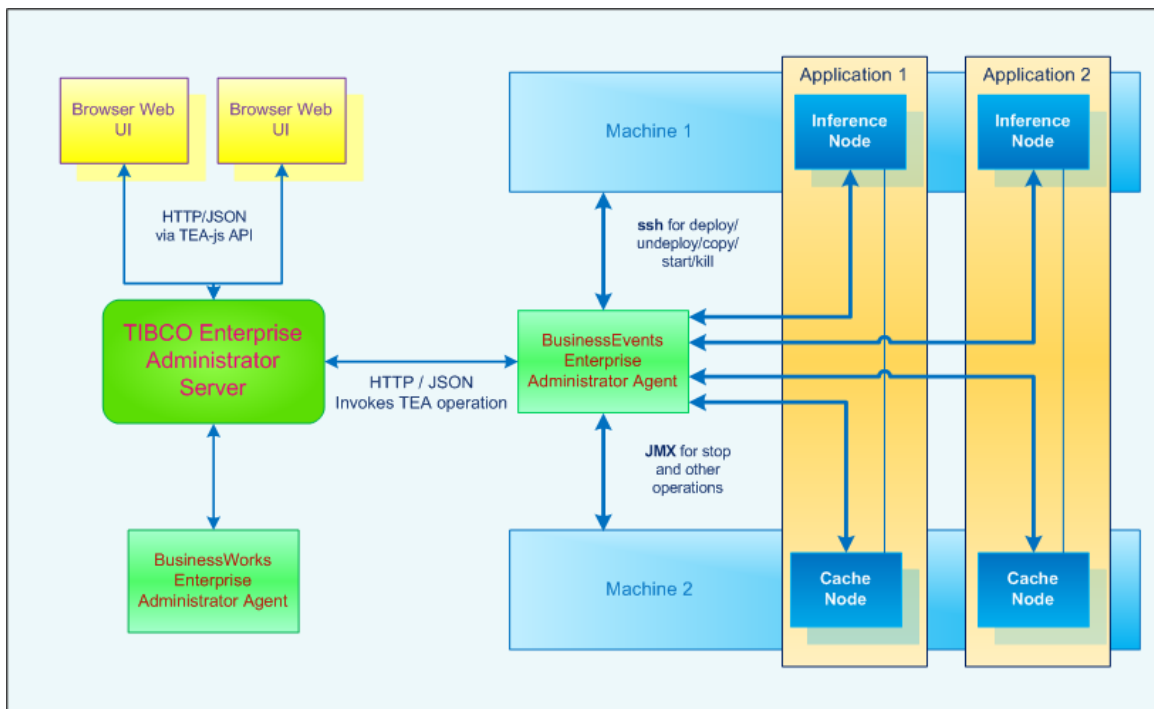 Browser Web
UI
Browser Web
UI
HTTP/JSON
via TEA-js API
TIBCO Enterprise
Administrator
Server
HTTP / JSON
Invokes TEA operation
BusinessWorks
Enterprise
Administrator Agent
Machine 1
ssh for deploy/
undeploy/copy/
start/kill
BusinessEvents
Enterprise
Administrator Agent
JMX for stop
and other
operations
Machine 2
Application 1
Inference
Node
Cache
Node
Application 2
Inference
Node
Cache
Node